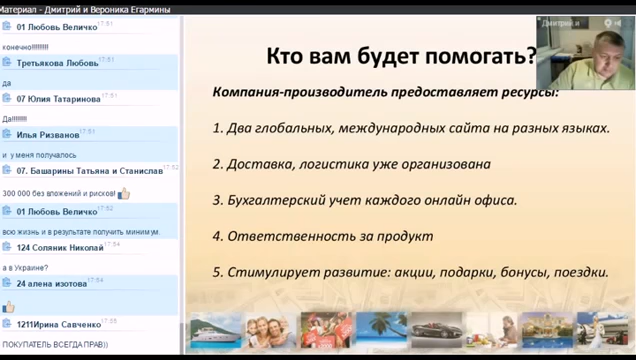 Материал - Дмитрий и Вероника Егармины
01 Любовь Величко 17:51
конечно!!!!!!!!!
Третьякова Любовь 17:51
да
07 Юлия Татаринова 17:51
Да!!!!!!!!
Илья Ризванов 17:51
и у меня получалось
07. Башарины Татьяна и Станислав 17:52
300 000 без вложений и рисков!
01 Любовь Величко 17:52
всю жизнь и в результате получить минимум.
124 Соляник Николай 17:54
а в Украине?
24 алена изотова 17:54
1211Ирина Савченко 17:55
ПОКУПАТЕЛЬ ВСЕГДА ПРАВ))
Дмитрий и
Кто вам будет помогать?
Компания-производитель предоставляет ресурсы:
1. Два глобальных, международных сайта на разных языках.
2. Доставка, логистика уже организована
3. Бухгалтерский учет каждого онлайн офиса.
4. Ответственность за продукт
5. Стимулирует развитие: акции, подарки, бонусы, поездки.